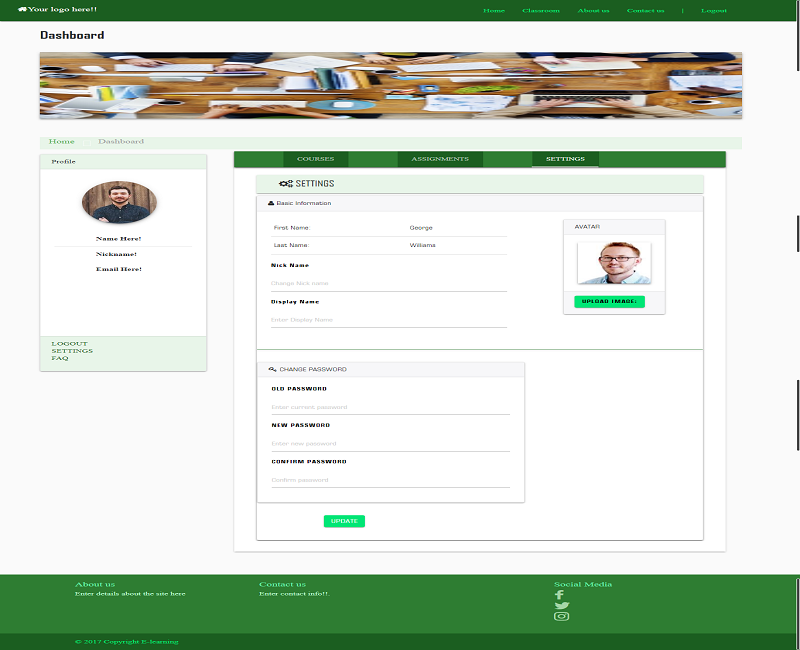 Your logo here!!
Home Classroom About us Contact us | Logout
Dashboard
Home Dashboard
Profile
Name Here!
Nickname!
Email Here!
LOGOUT
SETTINGS
FAQ
COURSES ASSIGNMENTS SETTINGS
SETTINGS
Basic Information
First Name: George
Last Name: Williams
Nick Name
Change Nick name
Display Name
Enter Display Name
AVATAR
UPLOAD IMAGE:
CHANGE PASSWORD
OLD PASSWORD
Enter current password
NEW PASSWORD
Enter new password
CONFIRM PASSWORD
Confirm password
UPDATE
About us
Enter details about the site here
Contact us
Enter contact info!!.
Social Media
© 2017 Copyright E-learning